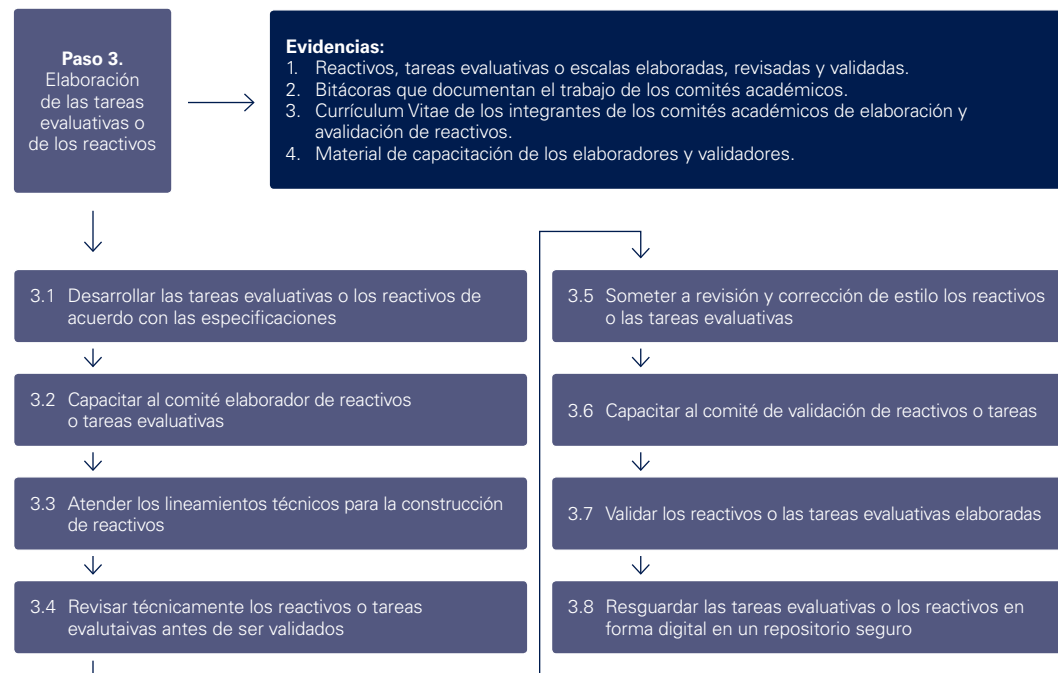 Paso 3.
Elaboración
de las tareas
evaluativas o
de los reactivos
Evidencias:
1. Reactivos, tareas evaluativas o escalas elaboradas, revisadas y validadas.
2. Bitácoras que documentan el trabajo de los comités académicos.
3. Currículum Vitae de los integrantes de los comités académicos de elaboración y
avalidación de reactivos.
4. Material de capacitación de los elaboradores y validadores.
3.1 Desarrollar las tareas evaluativas o los reactivos de
acuerdo con las especificaciones
3.2 Capacitar al comité elaborador de reactivos
o tareas evaluativas
3.3 Atender los lineamientos técnicos para la construcción
de reactivos
3.4 Revisar técnicamente los reactivos o tareas
evalutaivas antes de ser validados
3.5 Someter a revisión y corrección de estilo los reactivos
o las tareas evaluativas
3.6 Capacitar al comité de validación de reactivos o tareas
3.7 Validar los reactivos o las tareas evaluativas elaboradas
3.8 Resguardar las tareas evaluativas o los reactivos en
forma digital en un repositorio seguro